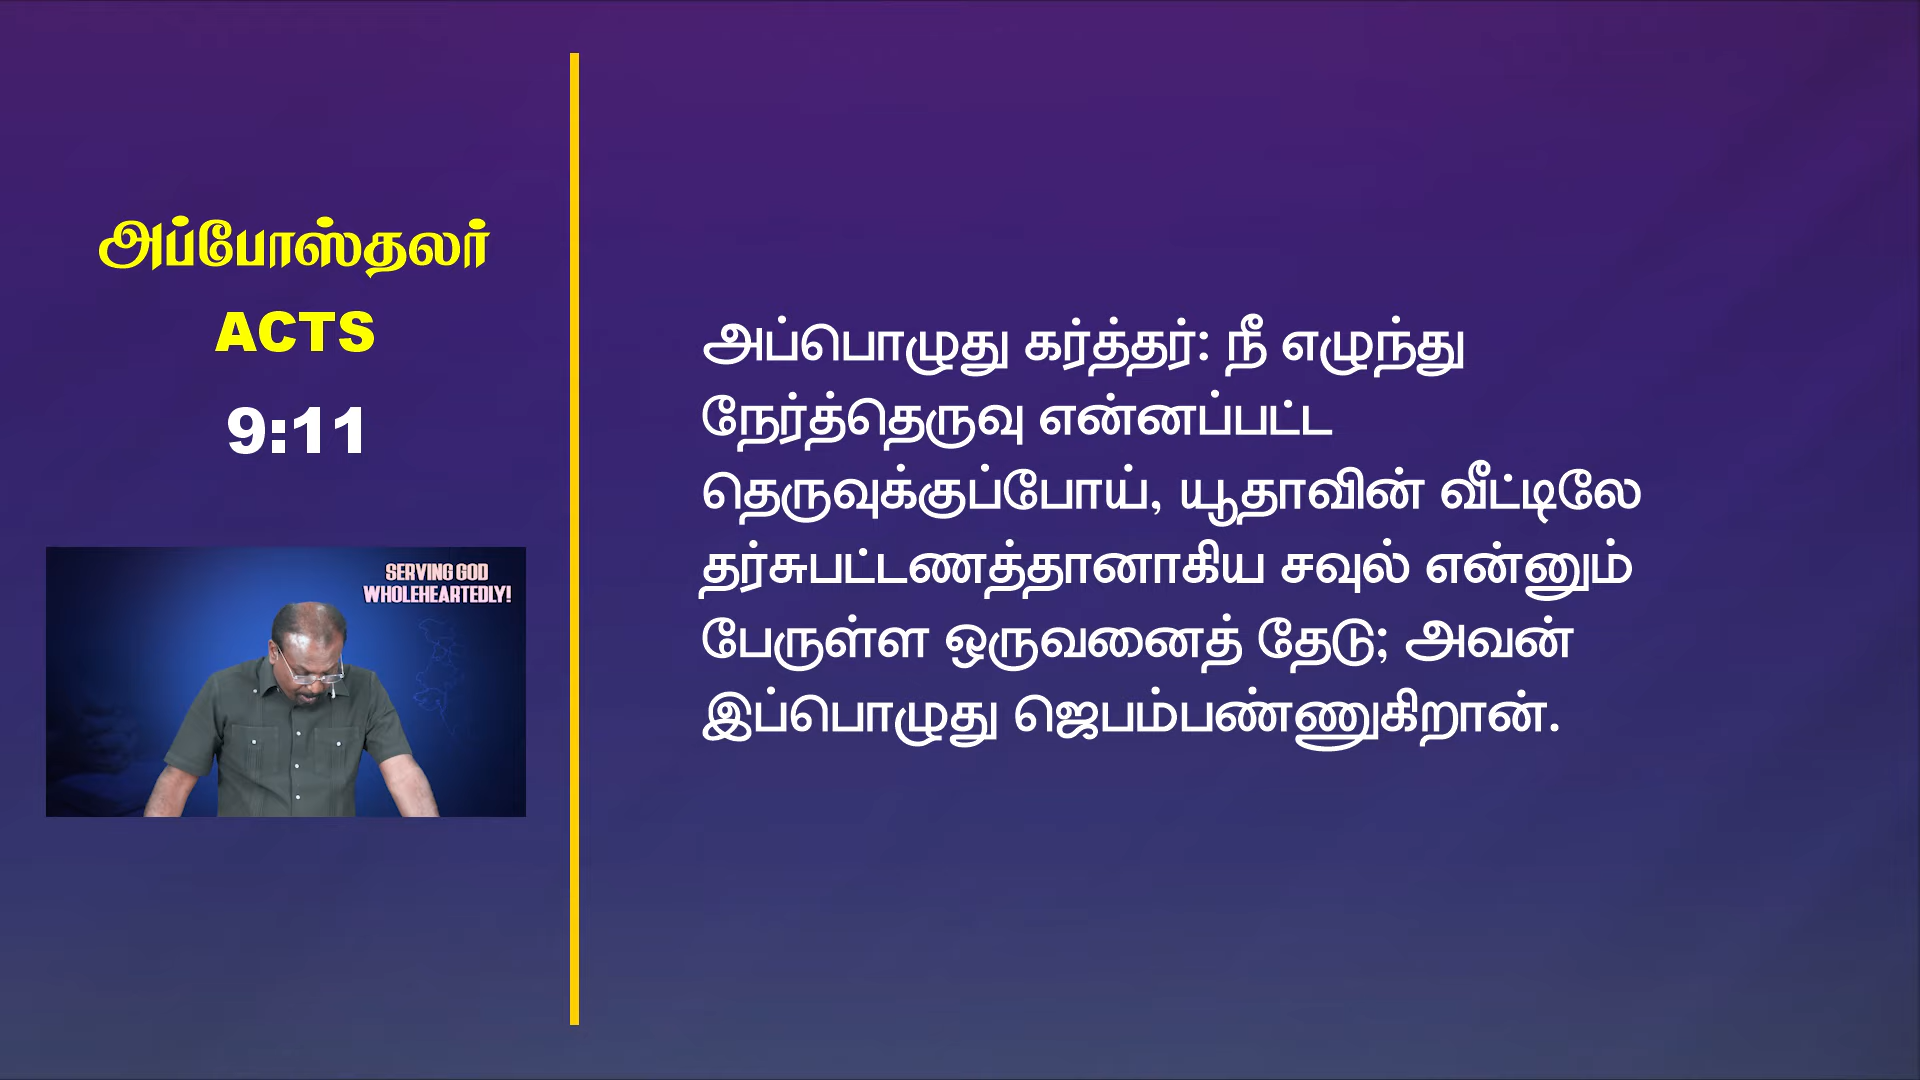 அப்போஸ்தலர்
ACTS
9:11
SERVING GOD
WHOLEHEARTEDLY!
அப்பொழுது கர்த்தர்: நீ எழுந்து
நேர்த்தெருவு என்னப்பட்ட
தெருவுக்குப்போய், யூதாவின் வீட்டிலே
தர்சுபட்டணத்தானாகிய சவுல் என்னும்
பேருள்ள ஒருவனைத் தேடு; அவன்
இப்பொழுது ஜெபம்பண்ணுகிறான்.